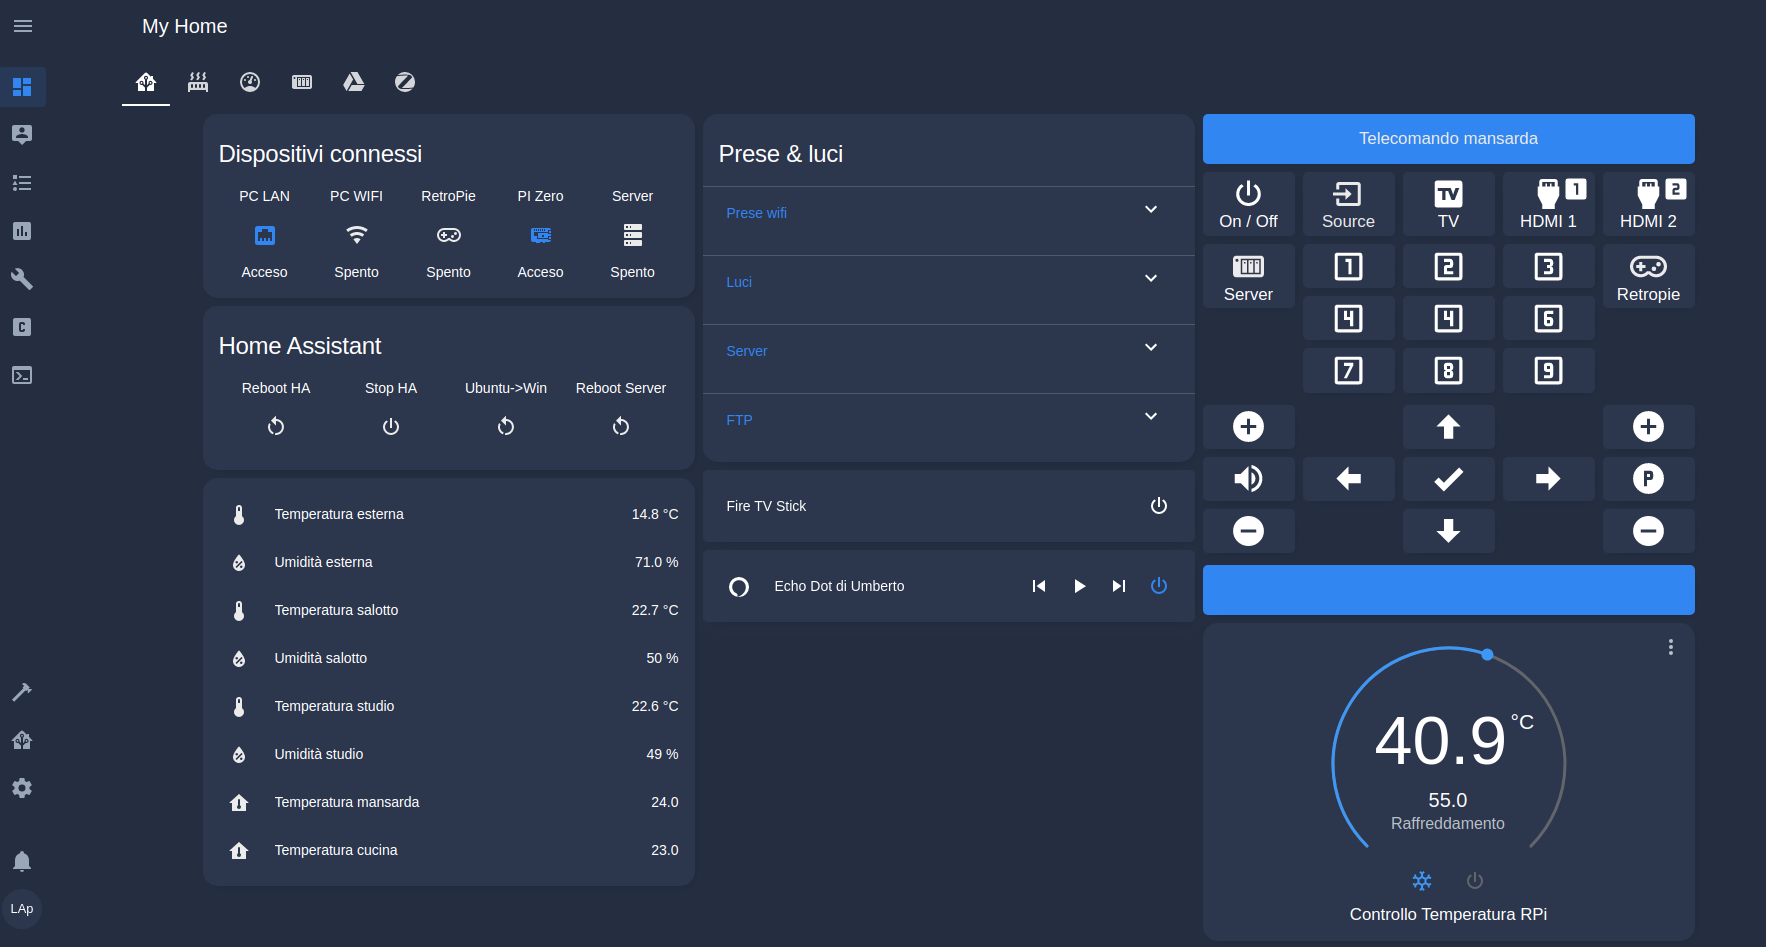 My Home
Dispositivi connessi
PC LAN PC WIFI RetroPie PI Zero Server
Acceso Spento Spento Acceso Spento
Home Assistant
Reboot HA Stop HA Ubuntu->Win Reboot Server
Temperatura esterna 14.8 °C
Umidità esterna 71.0 %
Temperatura salotto 22.7 °C
Umidità salotto 50 %
Temperatura studio 22.6 °C
Umidità studio 49 %
Temperatura mansarda 24.0
Temperatura cucina 23.0
Prese & luci
Prese wifi
Luci
Server
FTP
Fire TV Stick
Echo Dot di Umberto
Telecomando mansarda
TV 1 2
On / Off Source TV HDMI 1 HDMI 2
1 2 3
Server Retropie
4 4 6
7 8 9
P
40.9 °C
55.0
Raffreddamento
Controllo Temperatura RPi
C
LAp